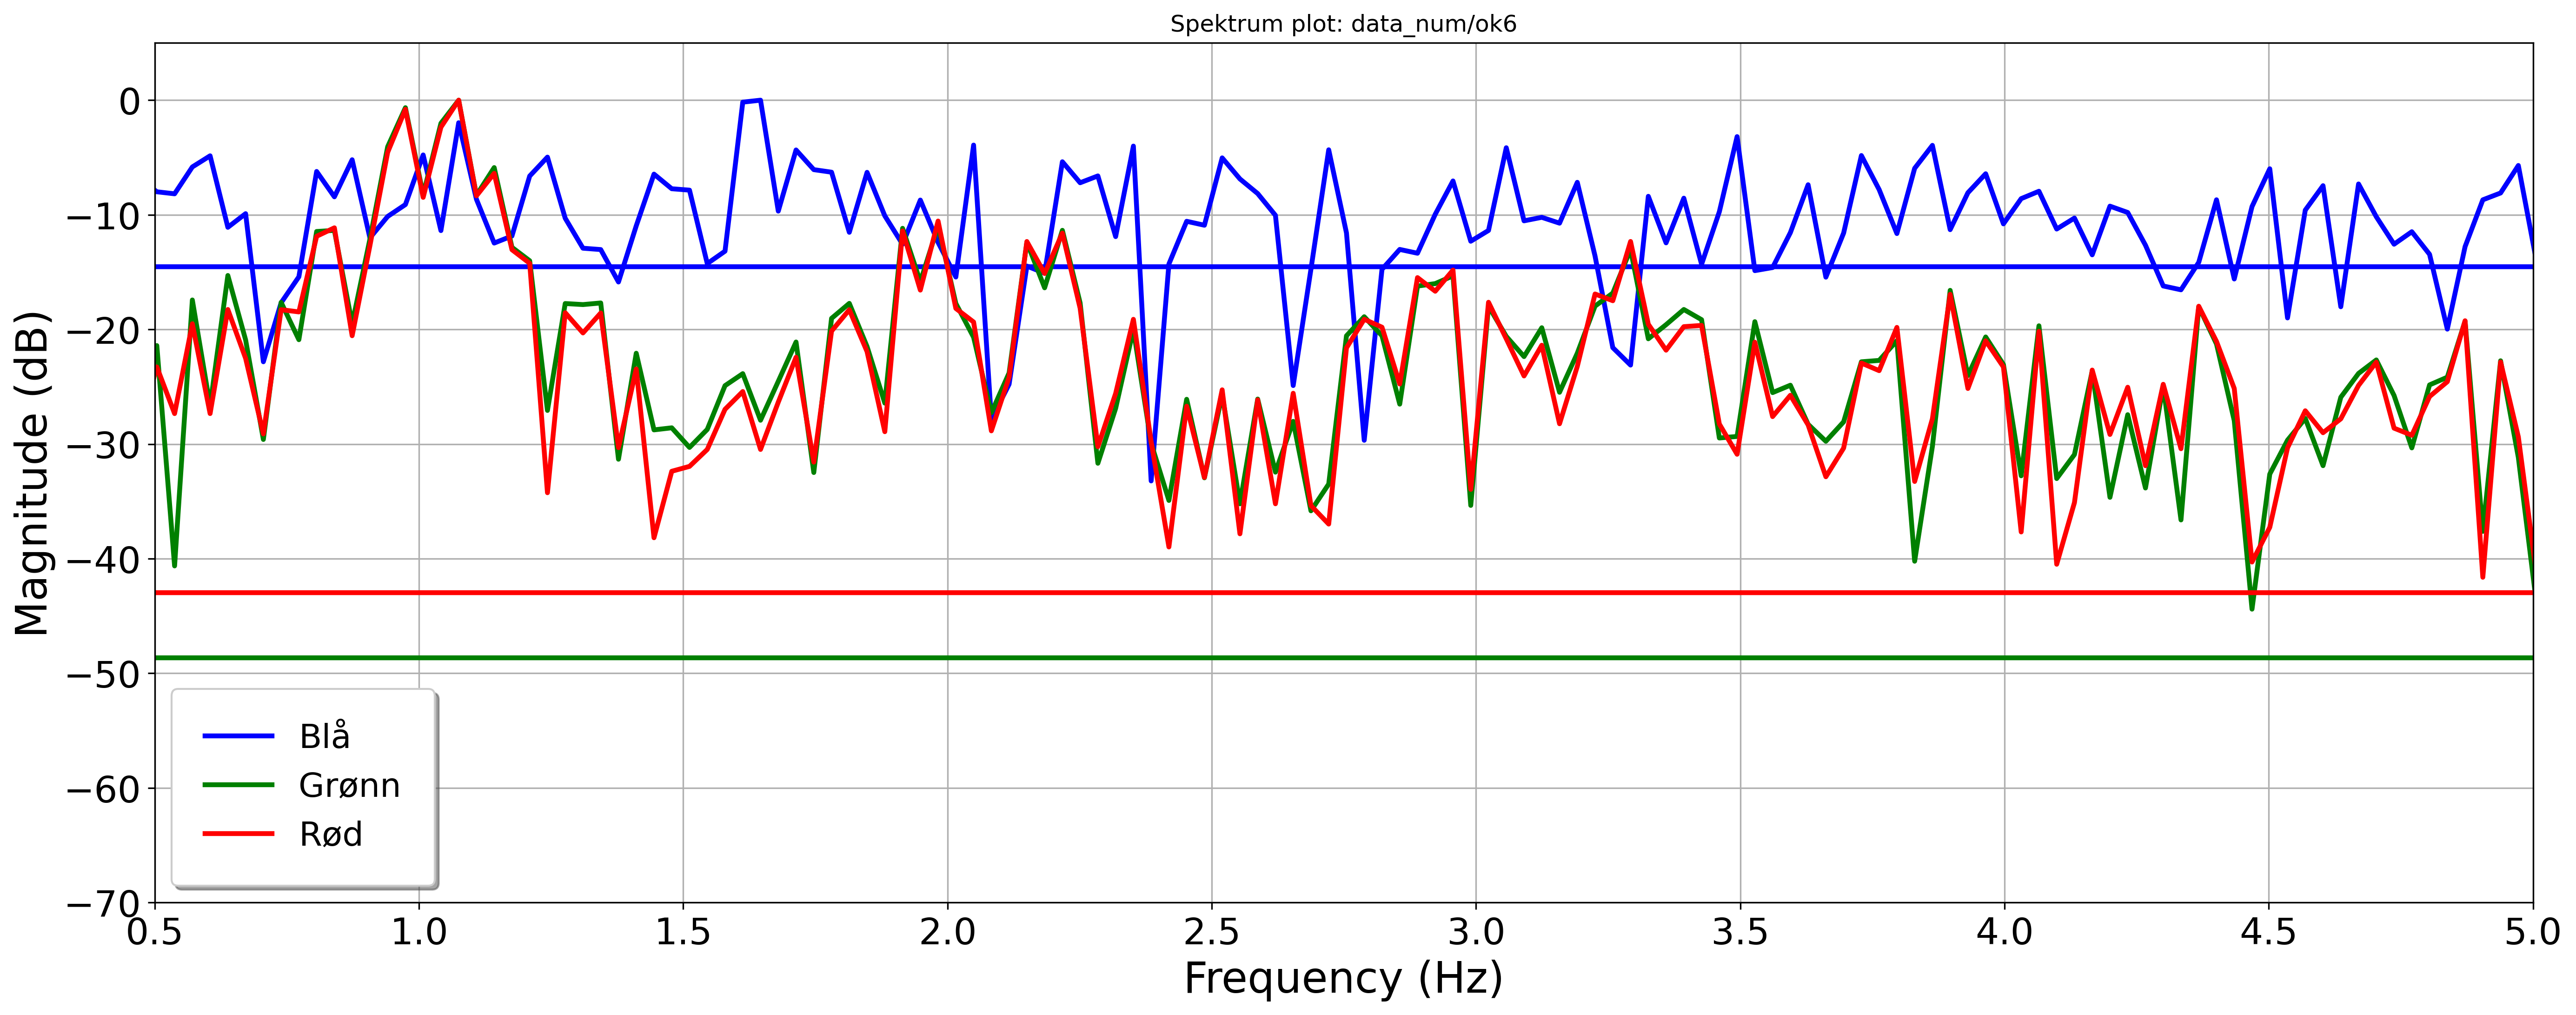 Spektrum plot: data_num/ok6
Magnitude (dB)
0
−10
−20
−30
−40
−50
−60
−70
Blå
Grønn
Rød
0.5 1.0 1.5 2.0 2.5 3.0 3.5 4.0 4.5 5.0
Frequency (Hz)